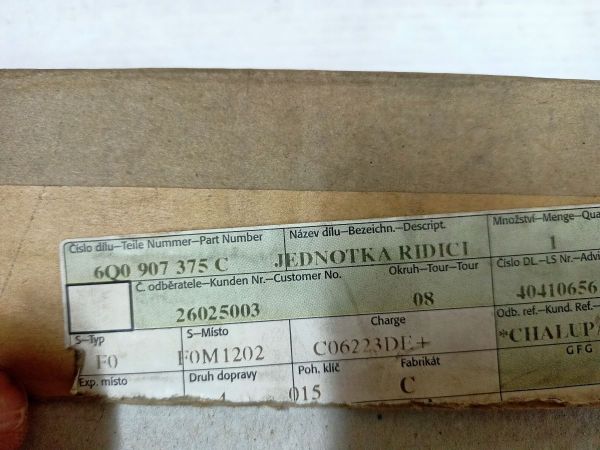 Číslo dílu–Teile Nummer–Part Number Název dílu–Bezeichn.–Descript. Množství–Menge–Qua
6Q0 907 375 C JEDNOTKA RIDICI 1
Č. odběratele–Kunden Nr.–Customer No. Okruh–Tour–Tour Číslo DL–LS Nr.–Advi
26025003 08 40410656
S–Typ S–Místo Charge Odb. ref.–Kund. Ref.–
F0 F0M1202 C06223DE+ *CHALUPA
Exp. místo Druh dopravy Poh. klíč Fabrikát GFG
015 C